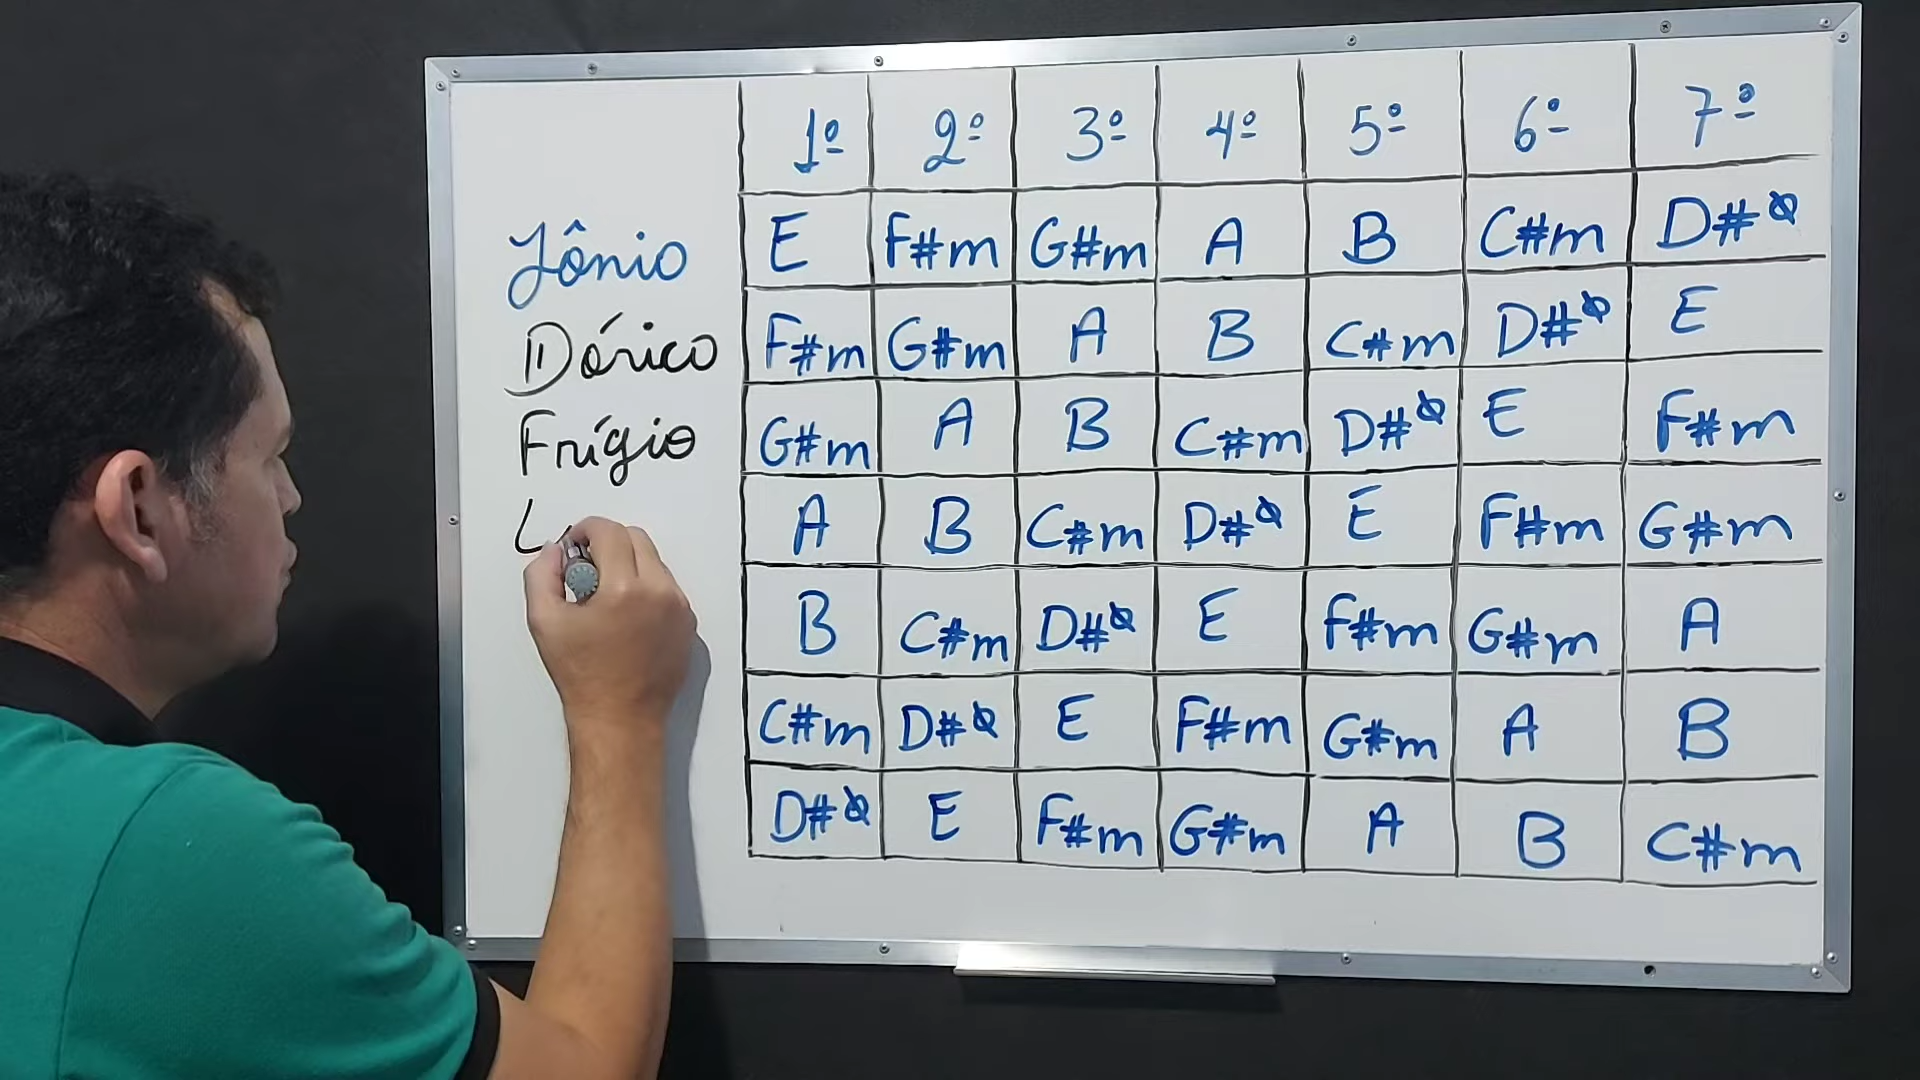 1º 2º 3º 4º 5º 6º 7º
Jônio E F#m G#m A B C#m D#ø
Dórico F#m G#m A B C#m D#ø E
Frígio G#m A B C#m D#ø E F#m
L A B C#m D#ø E F#m G#m
B C#m D#ø E F#m G#m A
C#m D#ø E F#m G#m A B
D#ø E F#m G#m A B C#m